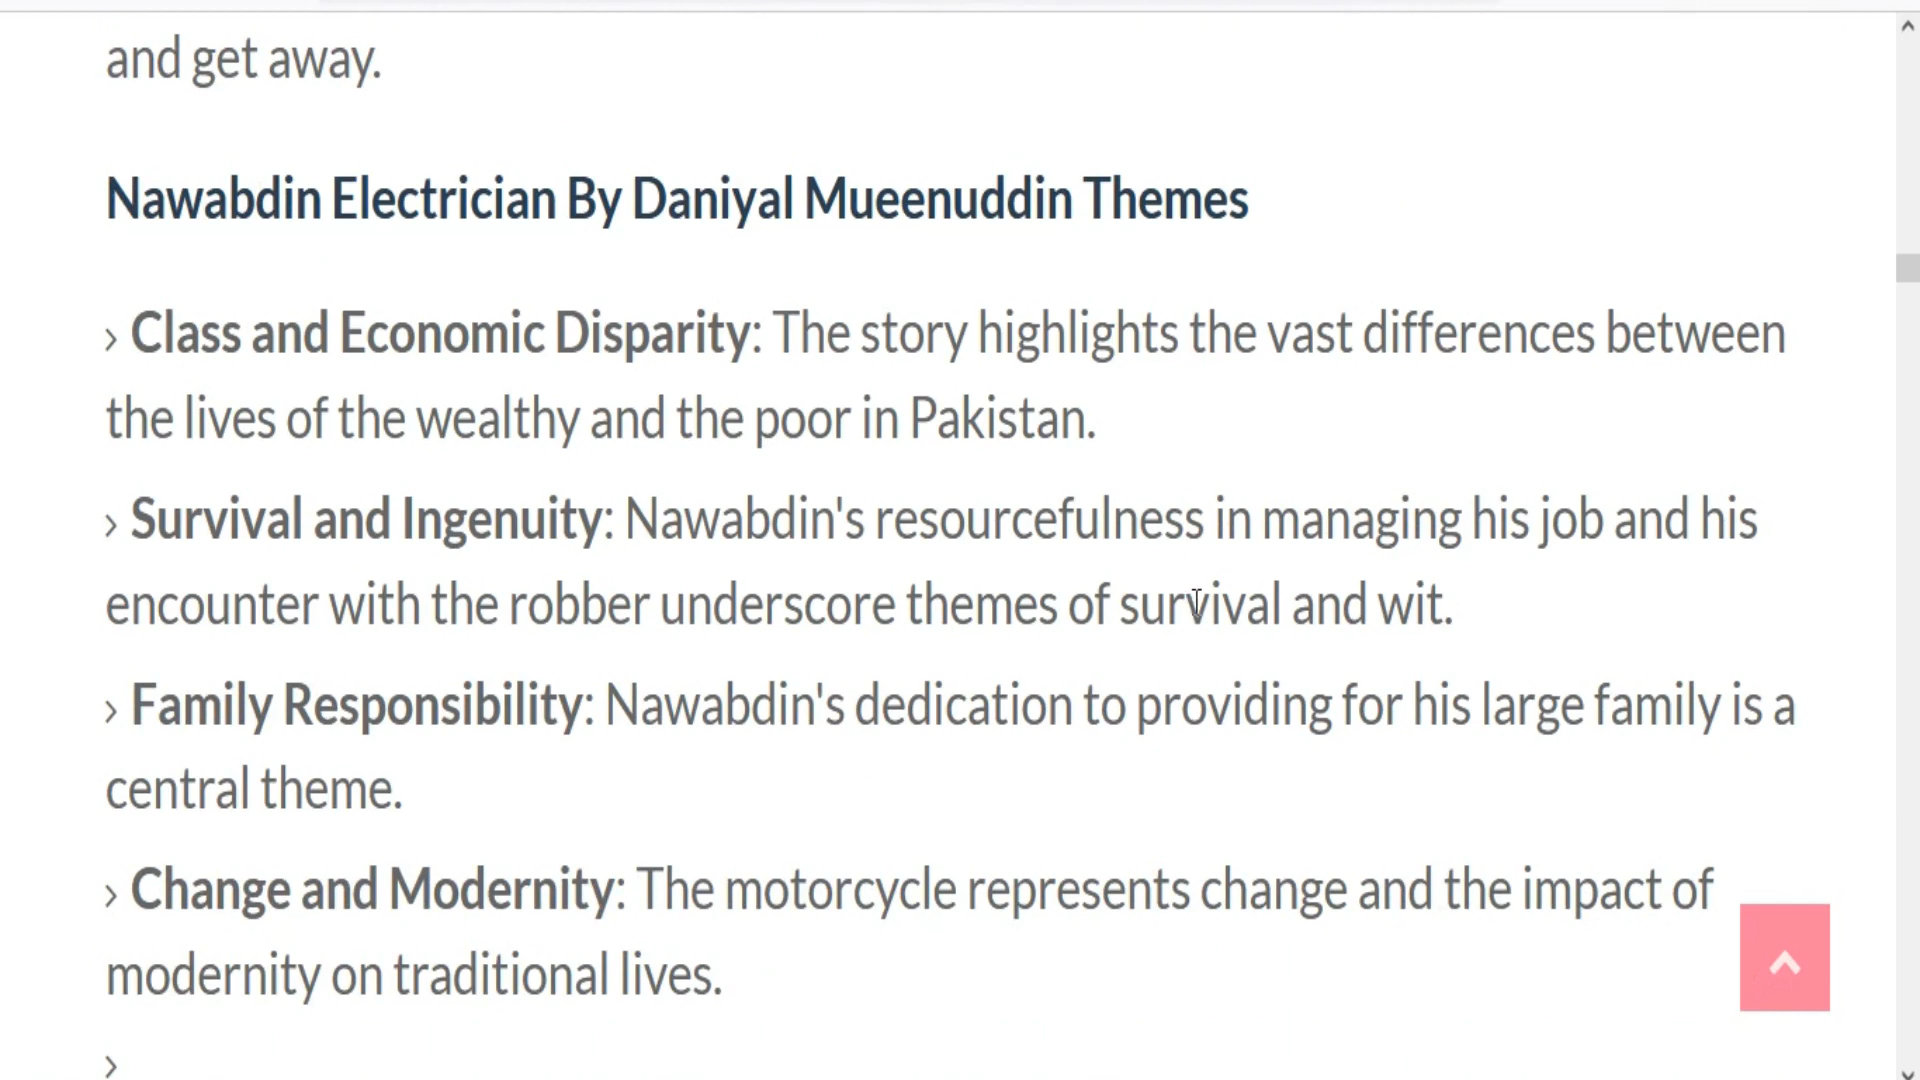 and get away.
Nawabdin Electrician By Daniyal Mueenuddin Themes
› Class and Economic Disparity: The story highlights the vast differences between
the lives of the wealthy and the poor in Pakistan.
› Survival and Ingenuity: Nawabdin's resourcefulness in managing his job and his
encounter with the robber underscore themes of survival and wit.
› Family Responsibility: Nawabdin's dedication to providing for his large family is a
central theme.
› Change and Modernity: The motorcycle represents change and the impact of
modernity on traditional lives.
›